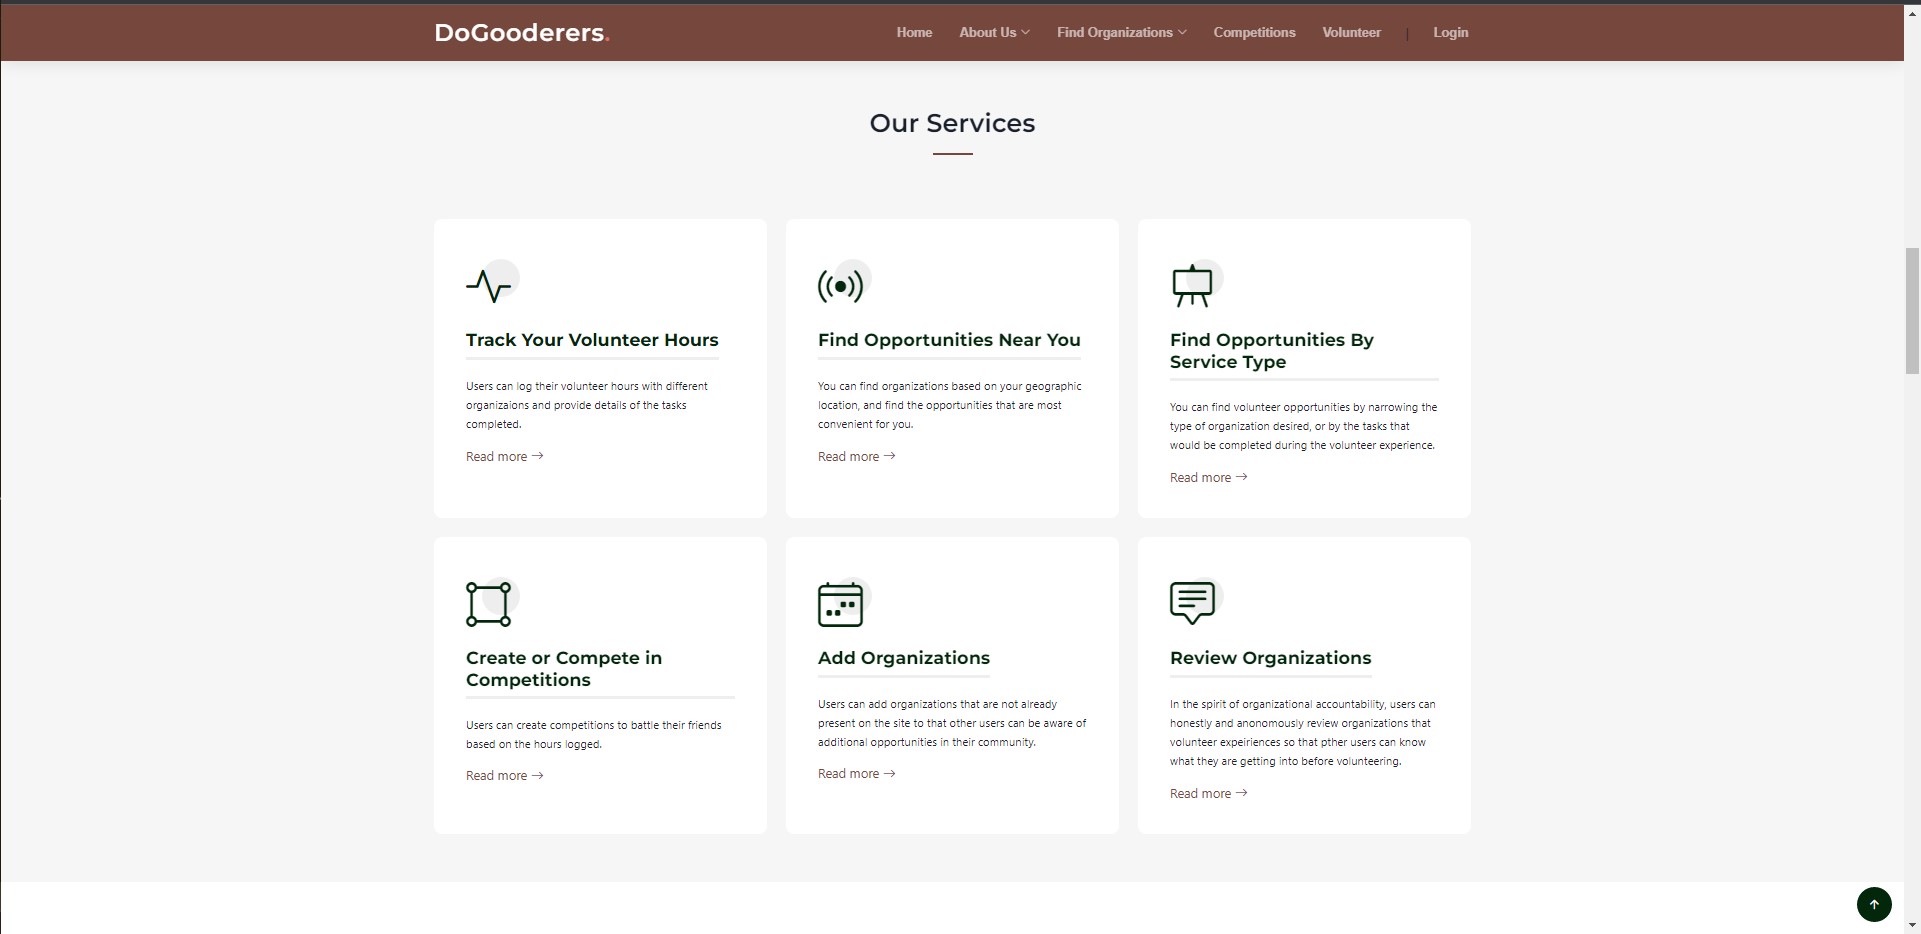 DoGooderers.
Home About Us Find Organizations Competitions Volunteer | Login
Our Services
Track Your Volunteer Hours
Users can log their volunteer hours with different
organizaions and provide details of the tasks
completed.
Read more →
Find Opportunities Near You
You can find organizations based on your geographic
location, and find the opportunities that are most
convenient for you.
Read more →
Find Opportunities By
Service Type
You can find volunteer opportunities by narrowing the
type of organization desired, or by the tasks that
would be completed during the volunteer experience.
Read more →
Create or Compete in
Competitions
Users can create competitions to battle their friends
based on the hours logged.
Read more →
Add Organizations
Users can add organizations that are not already
present on the site to that other users can be aware of
additional opportunities in their community.
Read more →
Review Organizations
In the spirit of organizational accountability, users can
honestly and anonomously review organizations that
volunteer expeiriences so that pther users can know
what they are getting into before volunteering.
Read more →